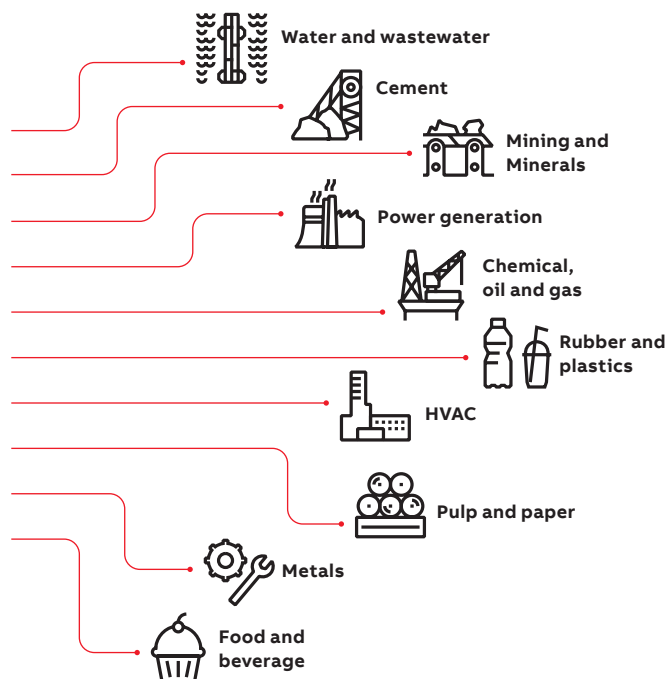 Water and wastewater
Cement
Mining and
Minerals
Power generation
Chemical,
oil and gas
Rubber and
plastics
HVAC
Pulp and paper
Metals
Food and
beverage